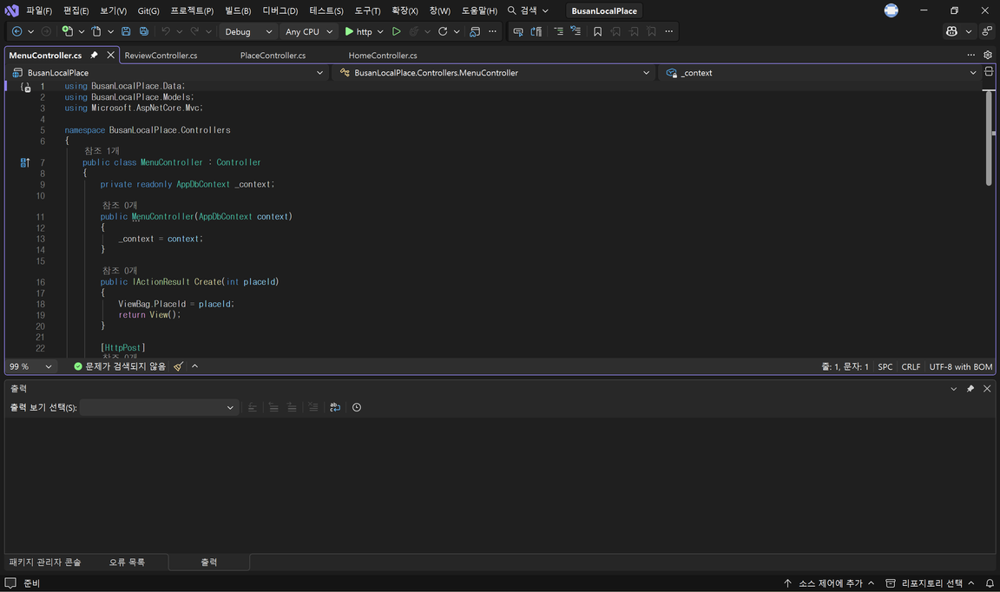 파일(F) 편집(E) 보기(V) Git(G) 프로젝트(P) 빌드(B) 디버그(D) 테스트(S) 도구(T) 확장(X) 창(W) 도움말(H) 검색 BusanLocalPlace
Debug Any CPU http
MenuController.cs ReviewController.cs PlaceController.cs HomeController.cs
BusanLocalPlace BusanLocalPlace.Controllers.MenuController _context
1 using BusanLocalPlace.Data;
2 using BusanLocalPlace.Models;
3 using Microsoft.AspNetCore.Mvc;
4
5 namespace BusanLocalPlace.Controllers
6 {
참조 1개
7 public class MenuController : Controller
8 {
9 private readonly AppDbContext _context;
10
참조 0개
11 public MenuController(AppDbContext context)
12 {
13 _context = context;
14 }
15
참조 0개
16 public IActionResult Create(int placeId)
17 {
18 ViewBag.PlaceId = placeId;
19 return View();
20 }
21
22 [HttpPost]
참조 0개
99 % 문제가 검색되지 않음 줄: 1, 문자: 1 SPC CRLF UTF-8 with BOM
출력
출력 보기 선택(S):
패키지 관리자 콘솔 오류 목록 출력
준비 소스 제어에 추가 리포지토리 선택